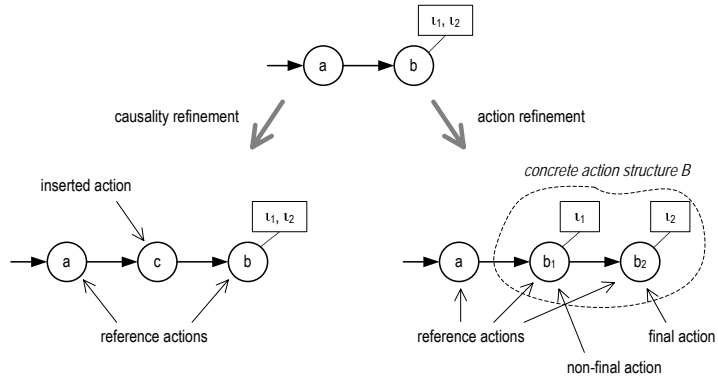 ι₁, ι₂
a
b
causality refinement
action refinement
concrete action structure B
inserted action
ι₁, ι₂
ι₁
ι₂
a
c
b
a
b₁
b₂
reference actions
reference actions
final action
non-final action